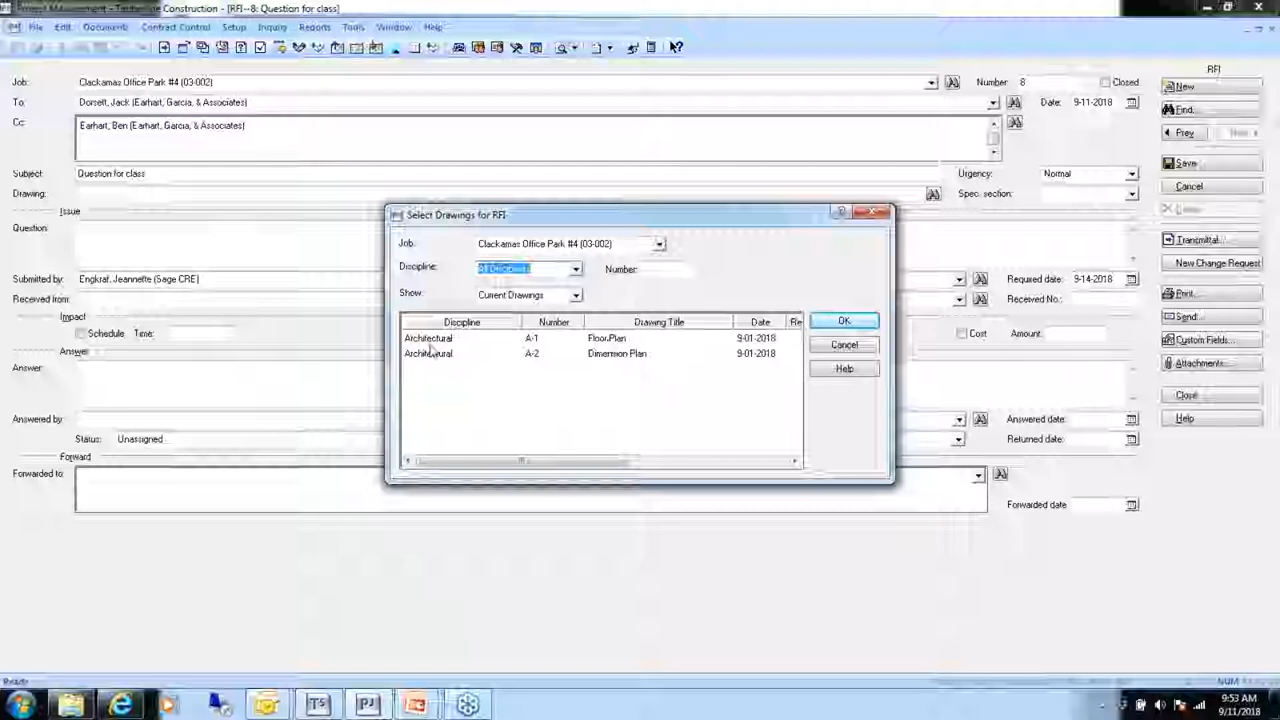 Project Management - Timberline Construction - [RFI--8: Question for class]
File Edit Documents Contract Control Setup Inquiry Reports Tools Window Help
Job: Clackamas Office Park #4 (03-002) Number: 8 Closed RFI
To: Dorsett, Jack (Earhart, Garcia, & Associates) Date: 9-11-2018 New
Cc: Earhart, Ben (Earhart, Garcia, & Associates) Find...
Prev
Subject: Question for class Urgency: Normal Save
Drawing: Spec. section: Cancel
Issue
Question:
Transmittal...
New Change Request
Submitted by: Engkraf, Jeannette (Sage CRE) Required date: 9-14-2018
Received from: Received No.: Print...
Impact Send...
Schedule Time: Cost Amount: Custom Fields...
Answer
Answer: Attachments...
Close
Answered by: Answered date: Help
Status: Unassigned Returned date:
Forward
Forwarded to:
Forwarded date
Select Drawings for RFI
Job: Clackamas Office Park #4 (03-002)
Discipline: All Disciplines Number:
Show: Current Drawings
Discipline Number Drawing Title Date Re
Architectural A-1 Floor Plan 9-01-2018
Architectural A-2 Dimension Plan 9-01-2018
OK
Cancel
Help
Ready NUM
TS PJ
9:53 AM
9/11/2018